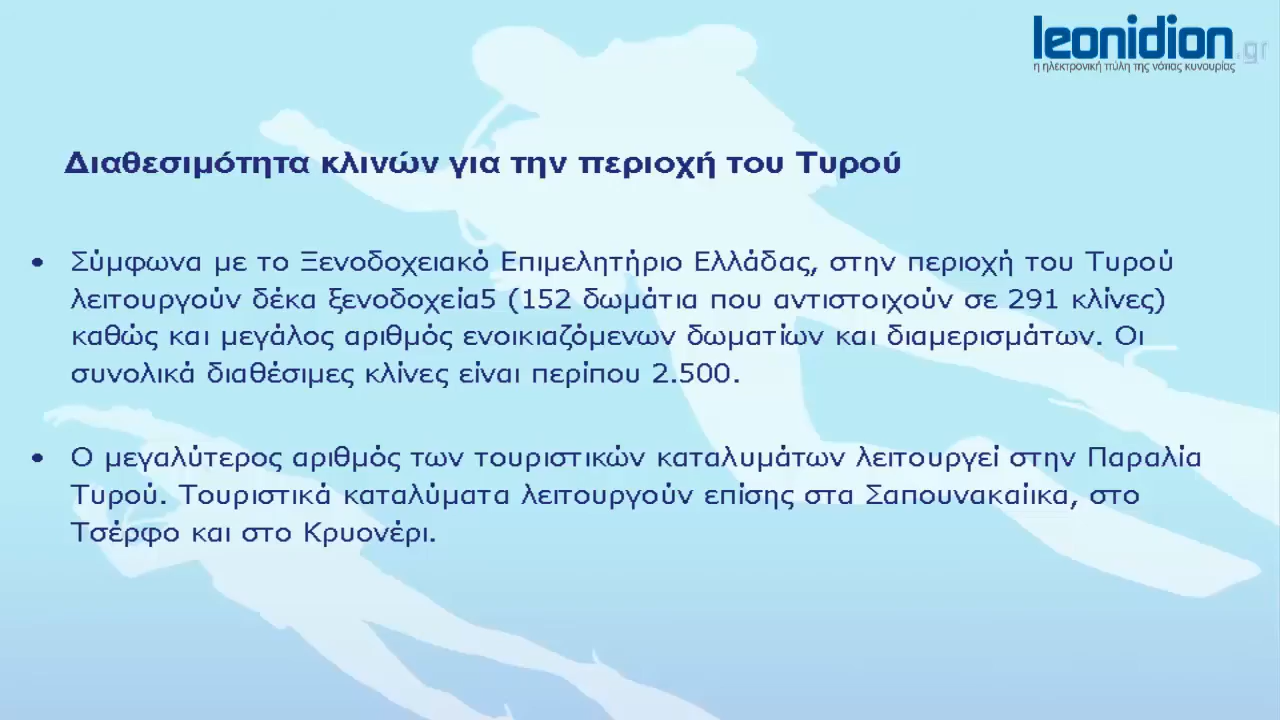 leonidion.gr
η ηλεκτρονική πύλη της νότιας κυνουρίας
Διαθεσιμότητα κλινών για την περιοχή του Τυρού
• Σύμφωνα με το Ξενοδοχειακό Επιμελητήριο Ελλάδας, στην περιοχή του Τυρού
λειτουργούν δέκα ξενοδοχεία5 (152 δωμάτια που αντιστοιχούν σε 291 κλίνες)
καθώς και μεγάλος αριθμός ενοικιαζόμενων δωματίων και διαμερισμάτων. Οι
συνολικά διαθέσιμες κλίνες είναι περίπου 2.500.
• Ο μεγαλύτερος αριθμός των τουριστικών καταλυμάτων λειτουργεί στην Παραλία
Τυρού. Τουριστικά καταλύματα λειτουργούν επίσης στα Σαπουνακαίικα, στο
Τσέρφο και στο Κρυονέρι.